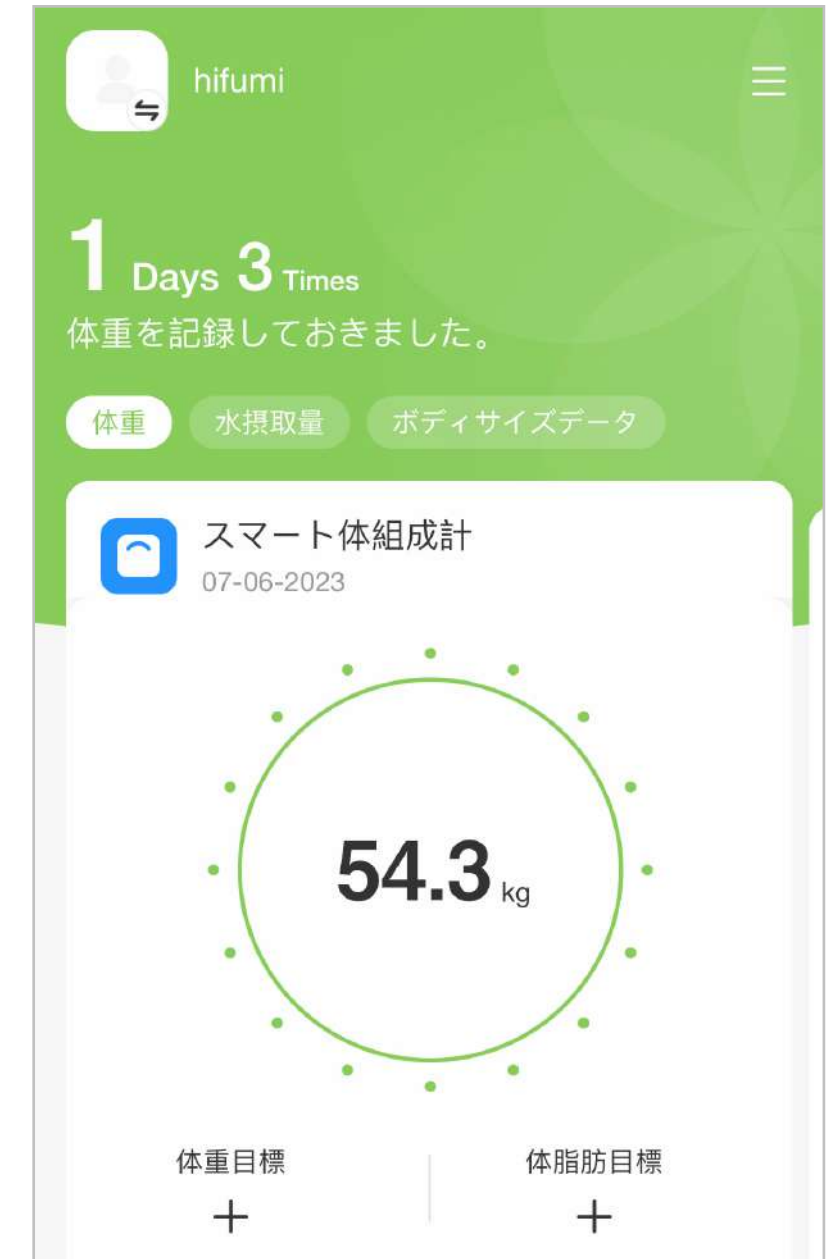 hifumi
1 Days 3 Times
体重を記録しておきました。
体重 水摂取量 ボディサイズデータ
スマート体組成計
07-06-2023
54.3 kg
体重目標 体脂肪目標
+ +